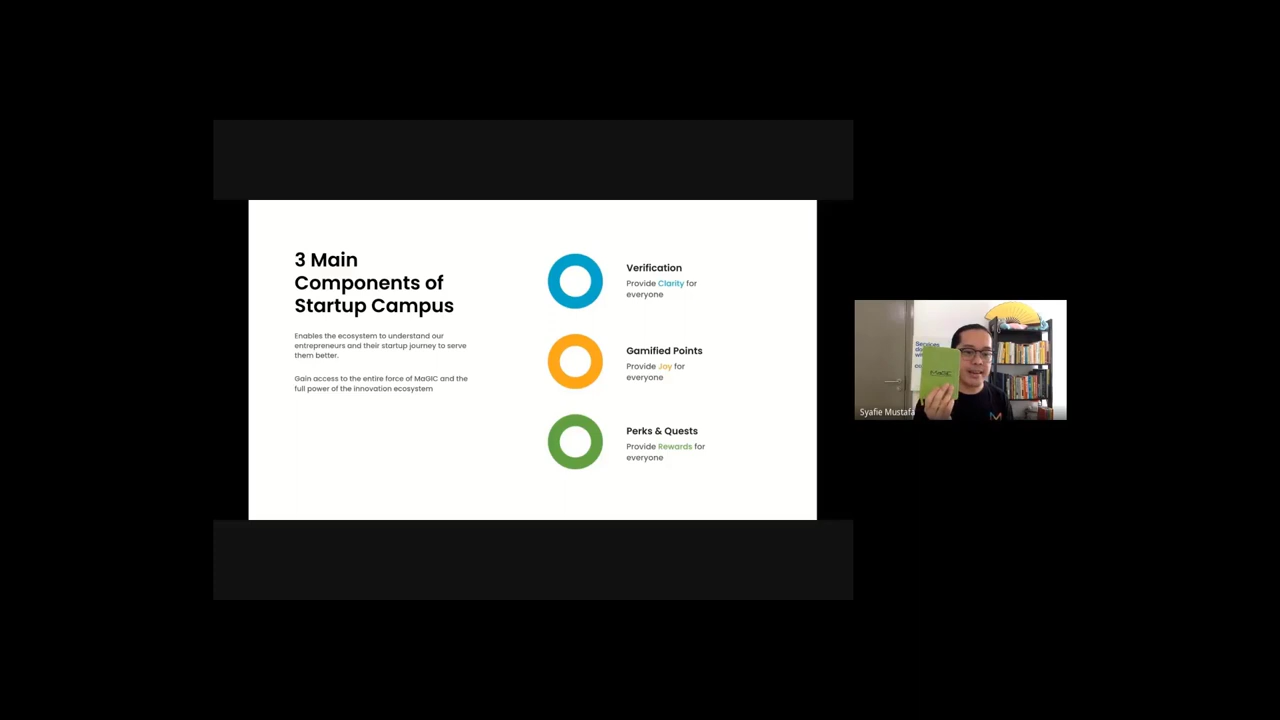 3 Main
Components of
Startup Campus
Enables the ecosystem to understand our
entrepreneurs and their startup journey to serve
them better.
Gain access to the entire force of MaGIC and the
full power of the innovation ecosystem
Verification
Provide Clarity for
everyone
Gamified Points
Provide Joy for
everyone
Perks & Quests
Provide Rewards for
everyone
Services
MaGIC
Syafie Mustafa